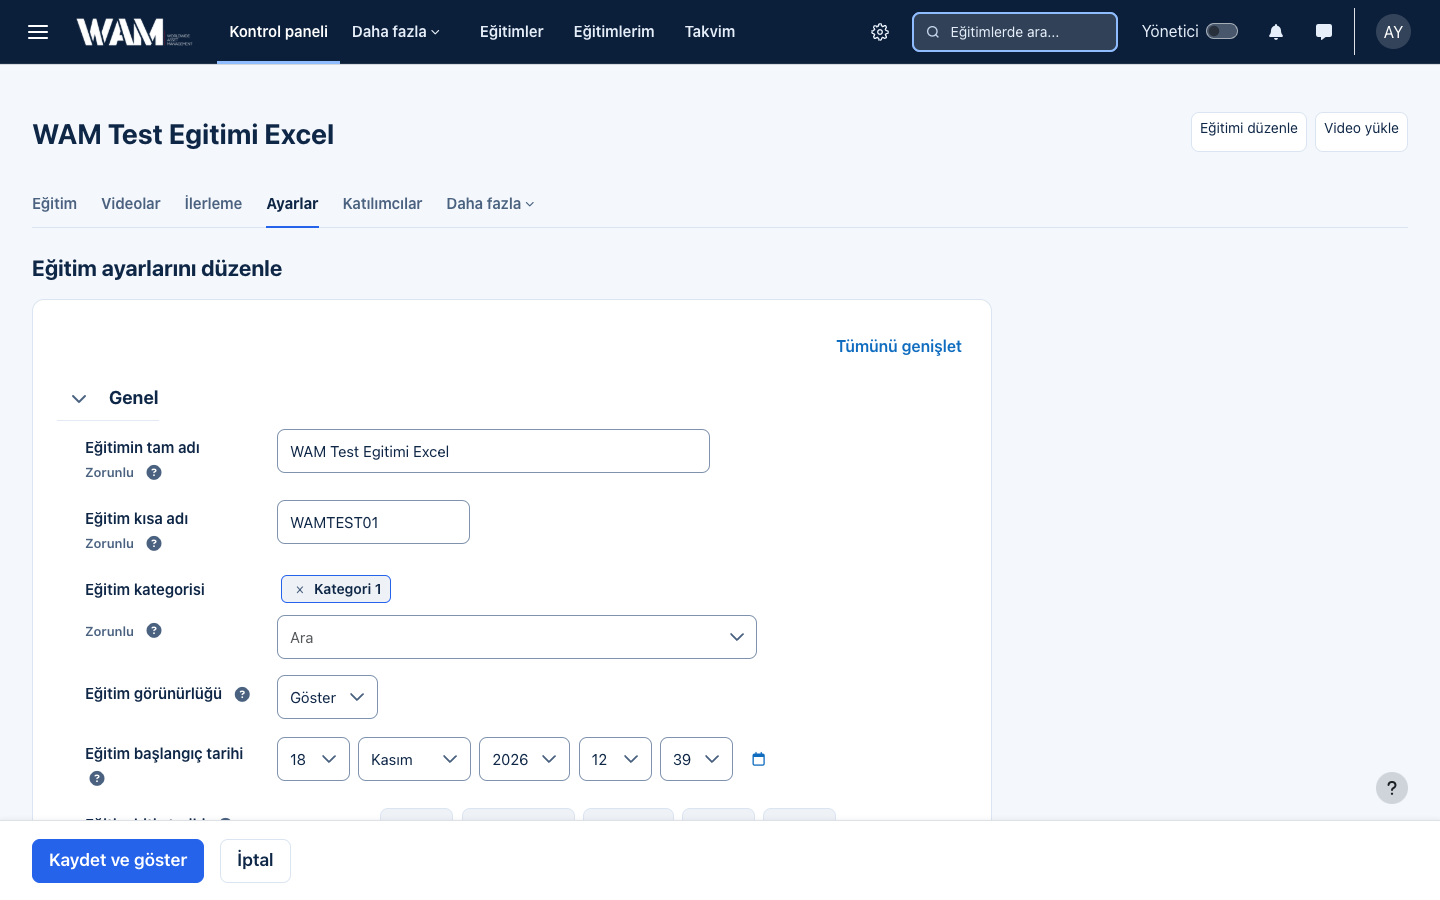 WAM
Kontrol paneli
Daha fazla
Eğitimler
Eğitimlerim
Takvim
Eğitimlerde ara...
Yönetici
AY
WAM Test Egitimi Excel
Eğitimi düzenle
Video yükle
Eğitim
Videolar
İlerleme
Ayarlar
Katılımcılar
Daha fazla
Eğitim ayarlarını düzenle
Tümünü genişlet
Genel
Eğitimin tam adı
Zorunlu ?
WAM Test Egitimi Excel
Eğitim kısa adı
Zorunlu ?
WAMTEST01
Eğitim kategorisi
× Kategori 1
Zorunlu ?
Ara
Eğitim görünürlüğü ?
Göster
Eğitim başlangıç tarihi
?
18
Kasım
2026
12
39
?
Kaydet ve göster
İptal